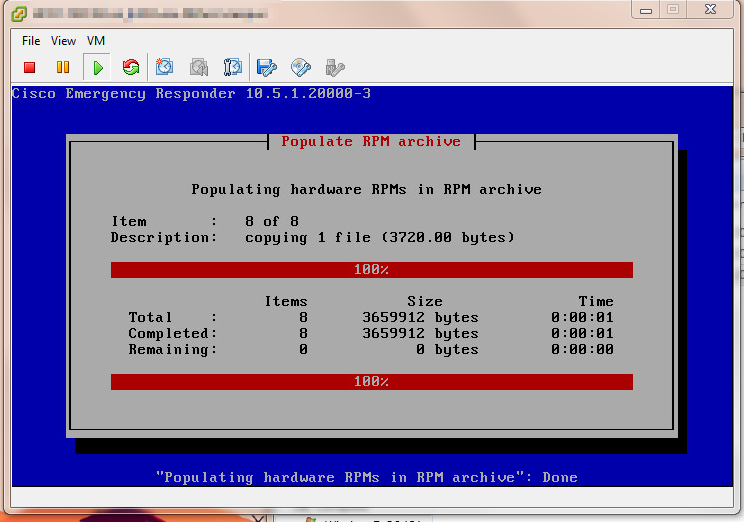 File View VM
Cisco Emergency Responder 10.5.1.20000-3
Populate RPM archive
Populating hardware RPMs in RPM archive
Item : 8 of 8
Description: copying 1 file (3720.00 bytes)
100%
Items Size Time
Total : 8 3659912 bytes 0:00:01
Completed: 8 3659912 bytes 0:00:01
Remaining: 0 0 bytes 0:00:00
100%
"Populating hardware RPMs in RPM archive": Done